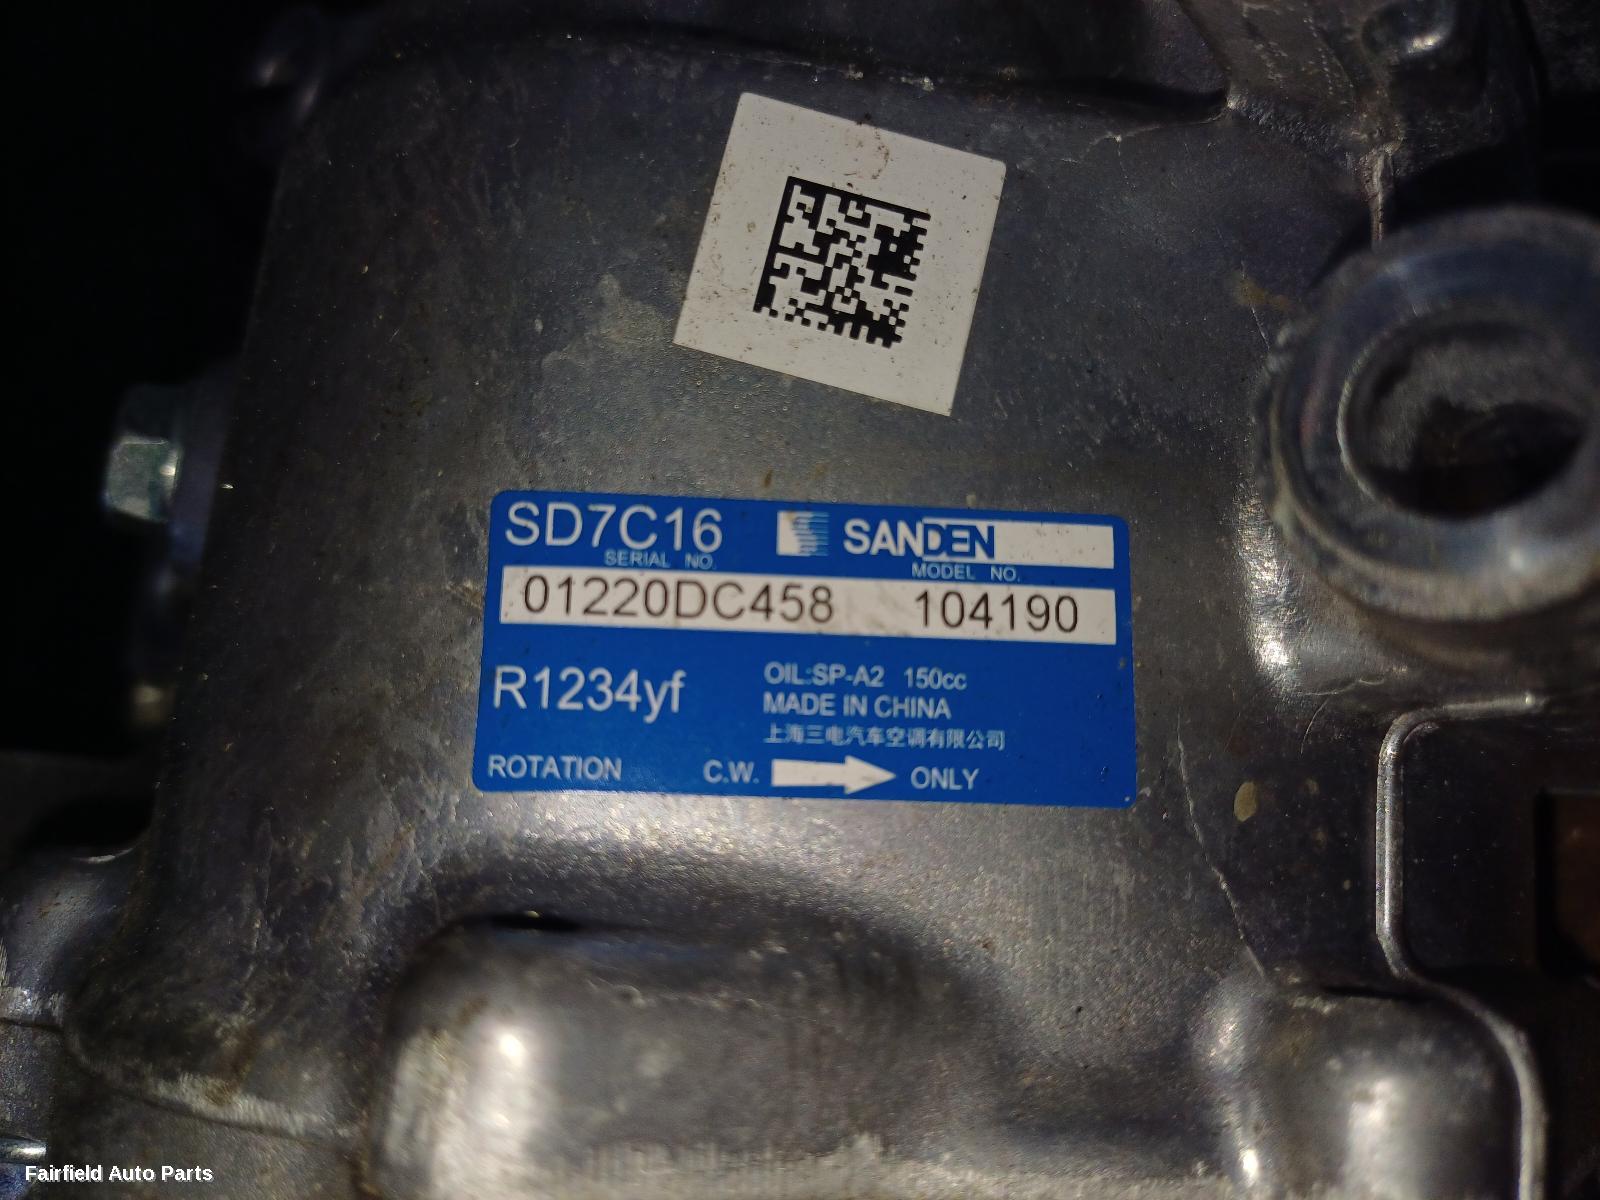 SD7C16 SANDEN
SERIAL NO. MODEL NO.
01220DC458 104190
R1234yf OIL:SP-A2 150cc
MADE IN CHINA
上海三电汽车空调有限公司
ROTATION C.W. ONLY
Fairfield Auto Parts